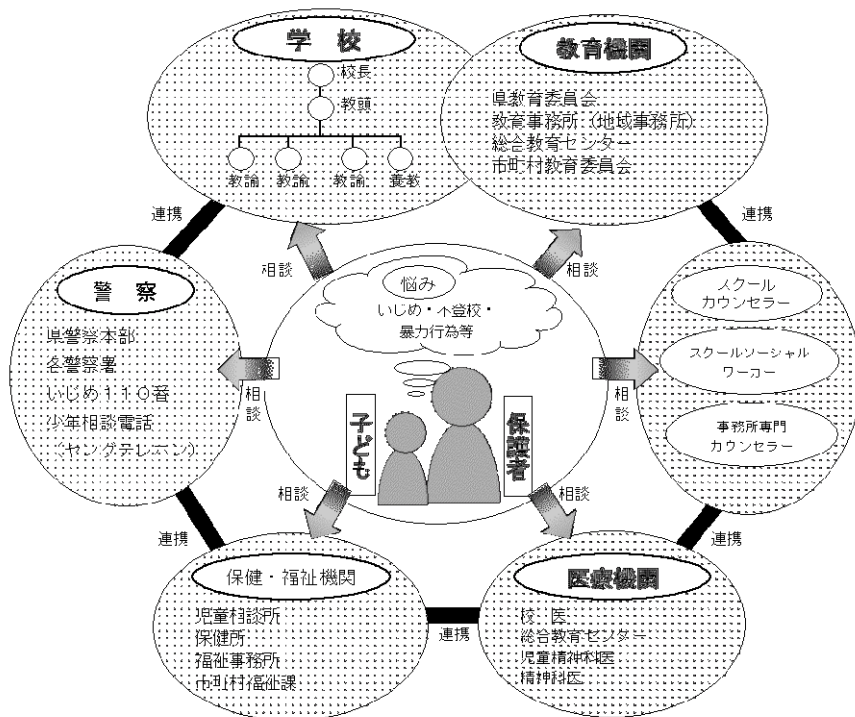 学 校
校長
教頭
教諭 教諭 教諭 養教
教育機関
県教育委員会
教育事務所（地域事務所）
総合教育センター
市町村教育委員会
連携
連携
相談
相談
警 察
県警察本部
各警察署
いじめ１１０番
少年相談電話
（ヤングテレホン）
相談
悩み
いじめ・不登校・
暴力行為等
子ども
保護者
相談
スクール
カウンセラー
スクールソーシャル
ワーカー
事務所専門
カウンセラー
相談
相談
連携
連携
保健・福祉機関
児童相談所
保健所
福祉事務所
市町村福祉課
連携
医療機関
校 医
総合教育センター
児童精神科医
精神科医